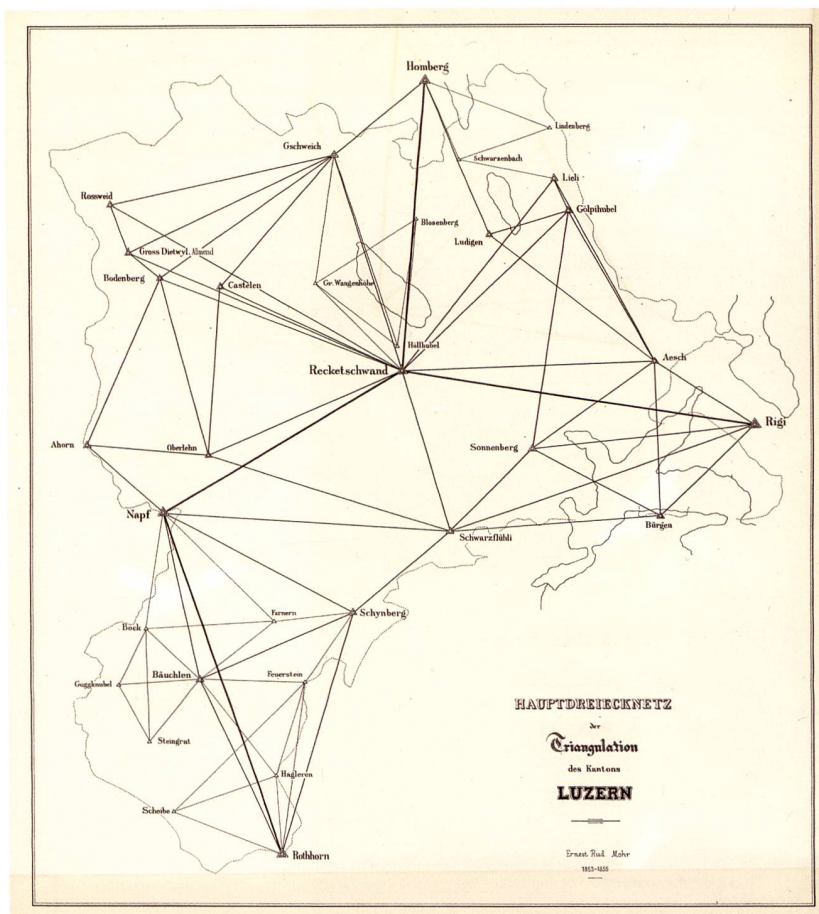 Homberg
Lindenberg
Gschweich
Schwarzenbach
Lieli
Rossweid
Gölpihubel
Blosenberg
Ludigen
Gross Dietwyl. Allmend
Bodenberg
Castelen
Gr. Wangenhöhe
Höllhubel
Aesch
Recketschwand
Rigi
Ahorn
Oberlehn
Sonnenberg
Napf
Bürgen
Schwarzflühli
Farnern
Schynberg
Böck
Bäuchlen
Feuerstein
Guggknubel
Steingrat
Hagleren
Scheibe
Rothhorn
HAUPTDREIECKNETZ
der
Triangulation
des Kantons
LUZERN
Ernest Rud Mohr
1853-1855